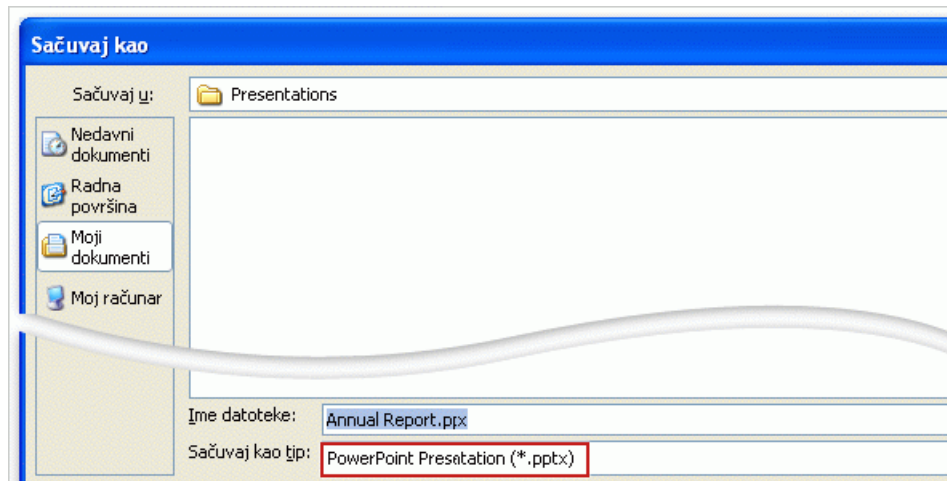 Sačuvaj kao
Sačuvaj u:
Presentations
Nedavni
dokumenti
Radna
površina
Moji
dokumenti
Moj računar
Ime datoteke:
Annual Report.ppx
Sačuvaj kao tip:
PowerPoint Presetation (*.pptx)